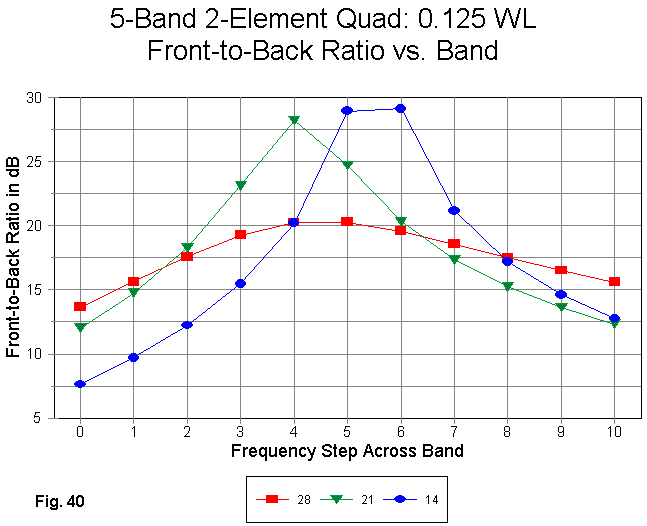 5-Band 2-Element Quad: 0.125 WL
Front-to-Back Ratio vs. Band
Front-to-Back Ratio in dB
30
25
20
15
10
5
0 1 2 3 4 5 6 7 8 9 10
Frequency Step Across Band
Fig. 40
28 21 14